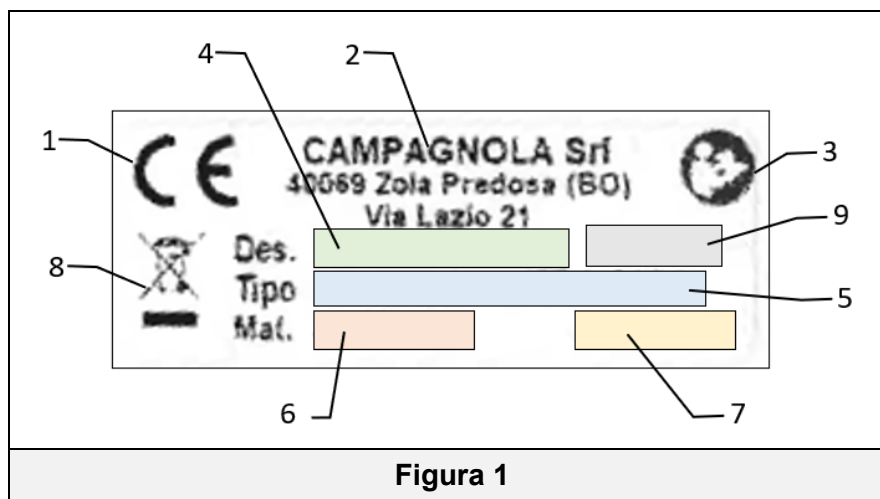 4
2
1
CE
CAMPAGNOLA Srl
3
40069 Zola Predosa (BO)
Via Lazio 21
9
8
Des.
Tipo
5
Mat.
6
7
Figura 1